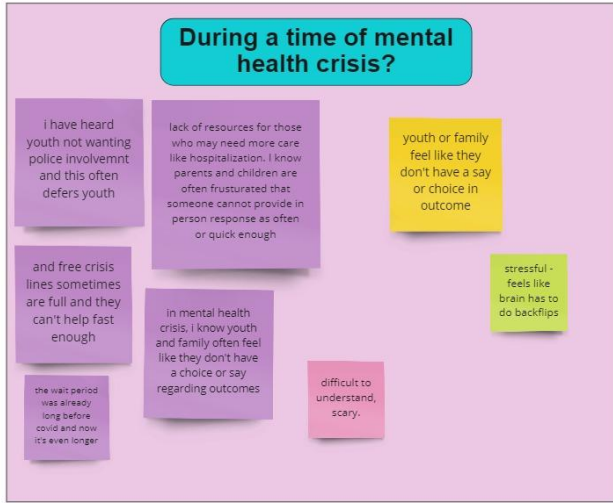 During a time of mental
health crisis?
i have heard
youth not wanting
police involvemnt
and this often
defers youth
lack of resources for those
who may need more care
like hospitalization. I know
parents and children are
often frusturated that
someone cannot provide in
person response as often
or quick enough
youth or family
feel like they
don't have a
say or choice in
outcome
and free crisis
lines sometimes
are full and they
can't help fast
enough
in mental health
crisis, i know youth
and family often feel
like they don't have
a choice or say
regarding outcomes
stressful -
feels like
brain has to
do backflips
the wait period
was already
long before
covid and now
it's even longer
difficult to
understand,
scary.